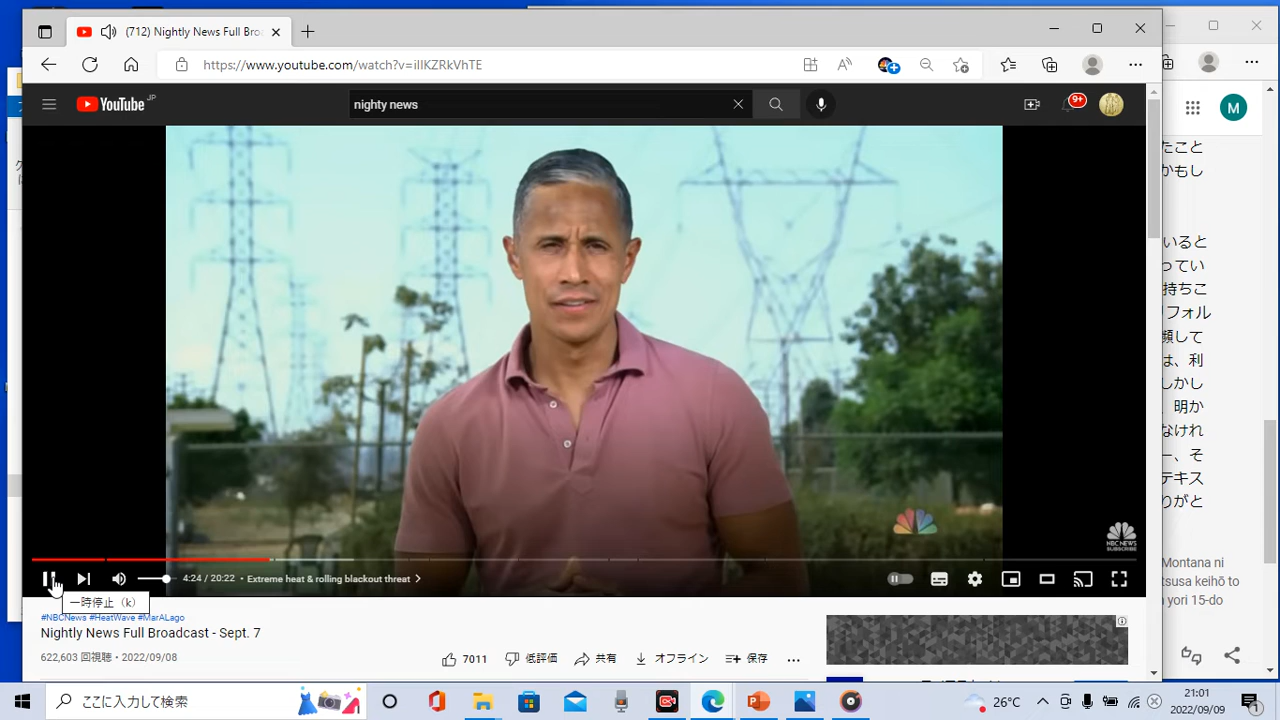 (712) Nightly News Full Bro
https://www.youtube.com/watch?v=ilIKZRkVhTE
YouTube JP
nighty news
9+
M
たこと
かもし
いると
ってい
持ちこ
フォル
頻して
は、利
しかし
、明か
なけれ
ー、そ
テキス
りがと
NBC NEWS
SUBSCRIBE
4:24 / 20:22 • Extreme heat & rolling blackout threat
一時停止 (k)
Montana ni
itsusa keihō to
yori 15-do
#NBCNews #HeatWave #MarALago
Nightly News Full Broadcast - Sept. 7
622,603 回視聴・2022/09/08
7011
低評価
共有
オフライン
保存
ここに入力して検索
26°C
21:01
2022/09/09
1